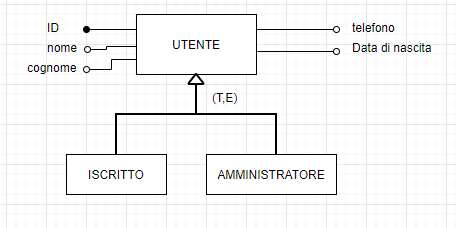 ID
nome
cognome
UTENTE
telefono
Data di nascita
(T,E)
ISCRITTO
AMMINISTRATORE